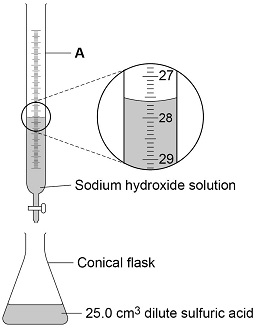 A
27
28
29
Sodium hydroxide solution
Conical flask
25.0 cm³ dilute sulfuric acid